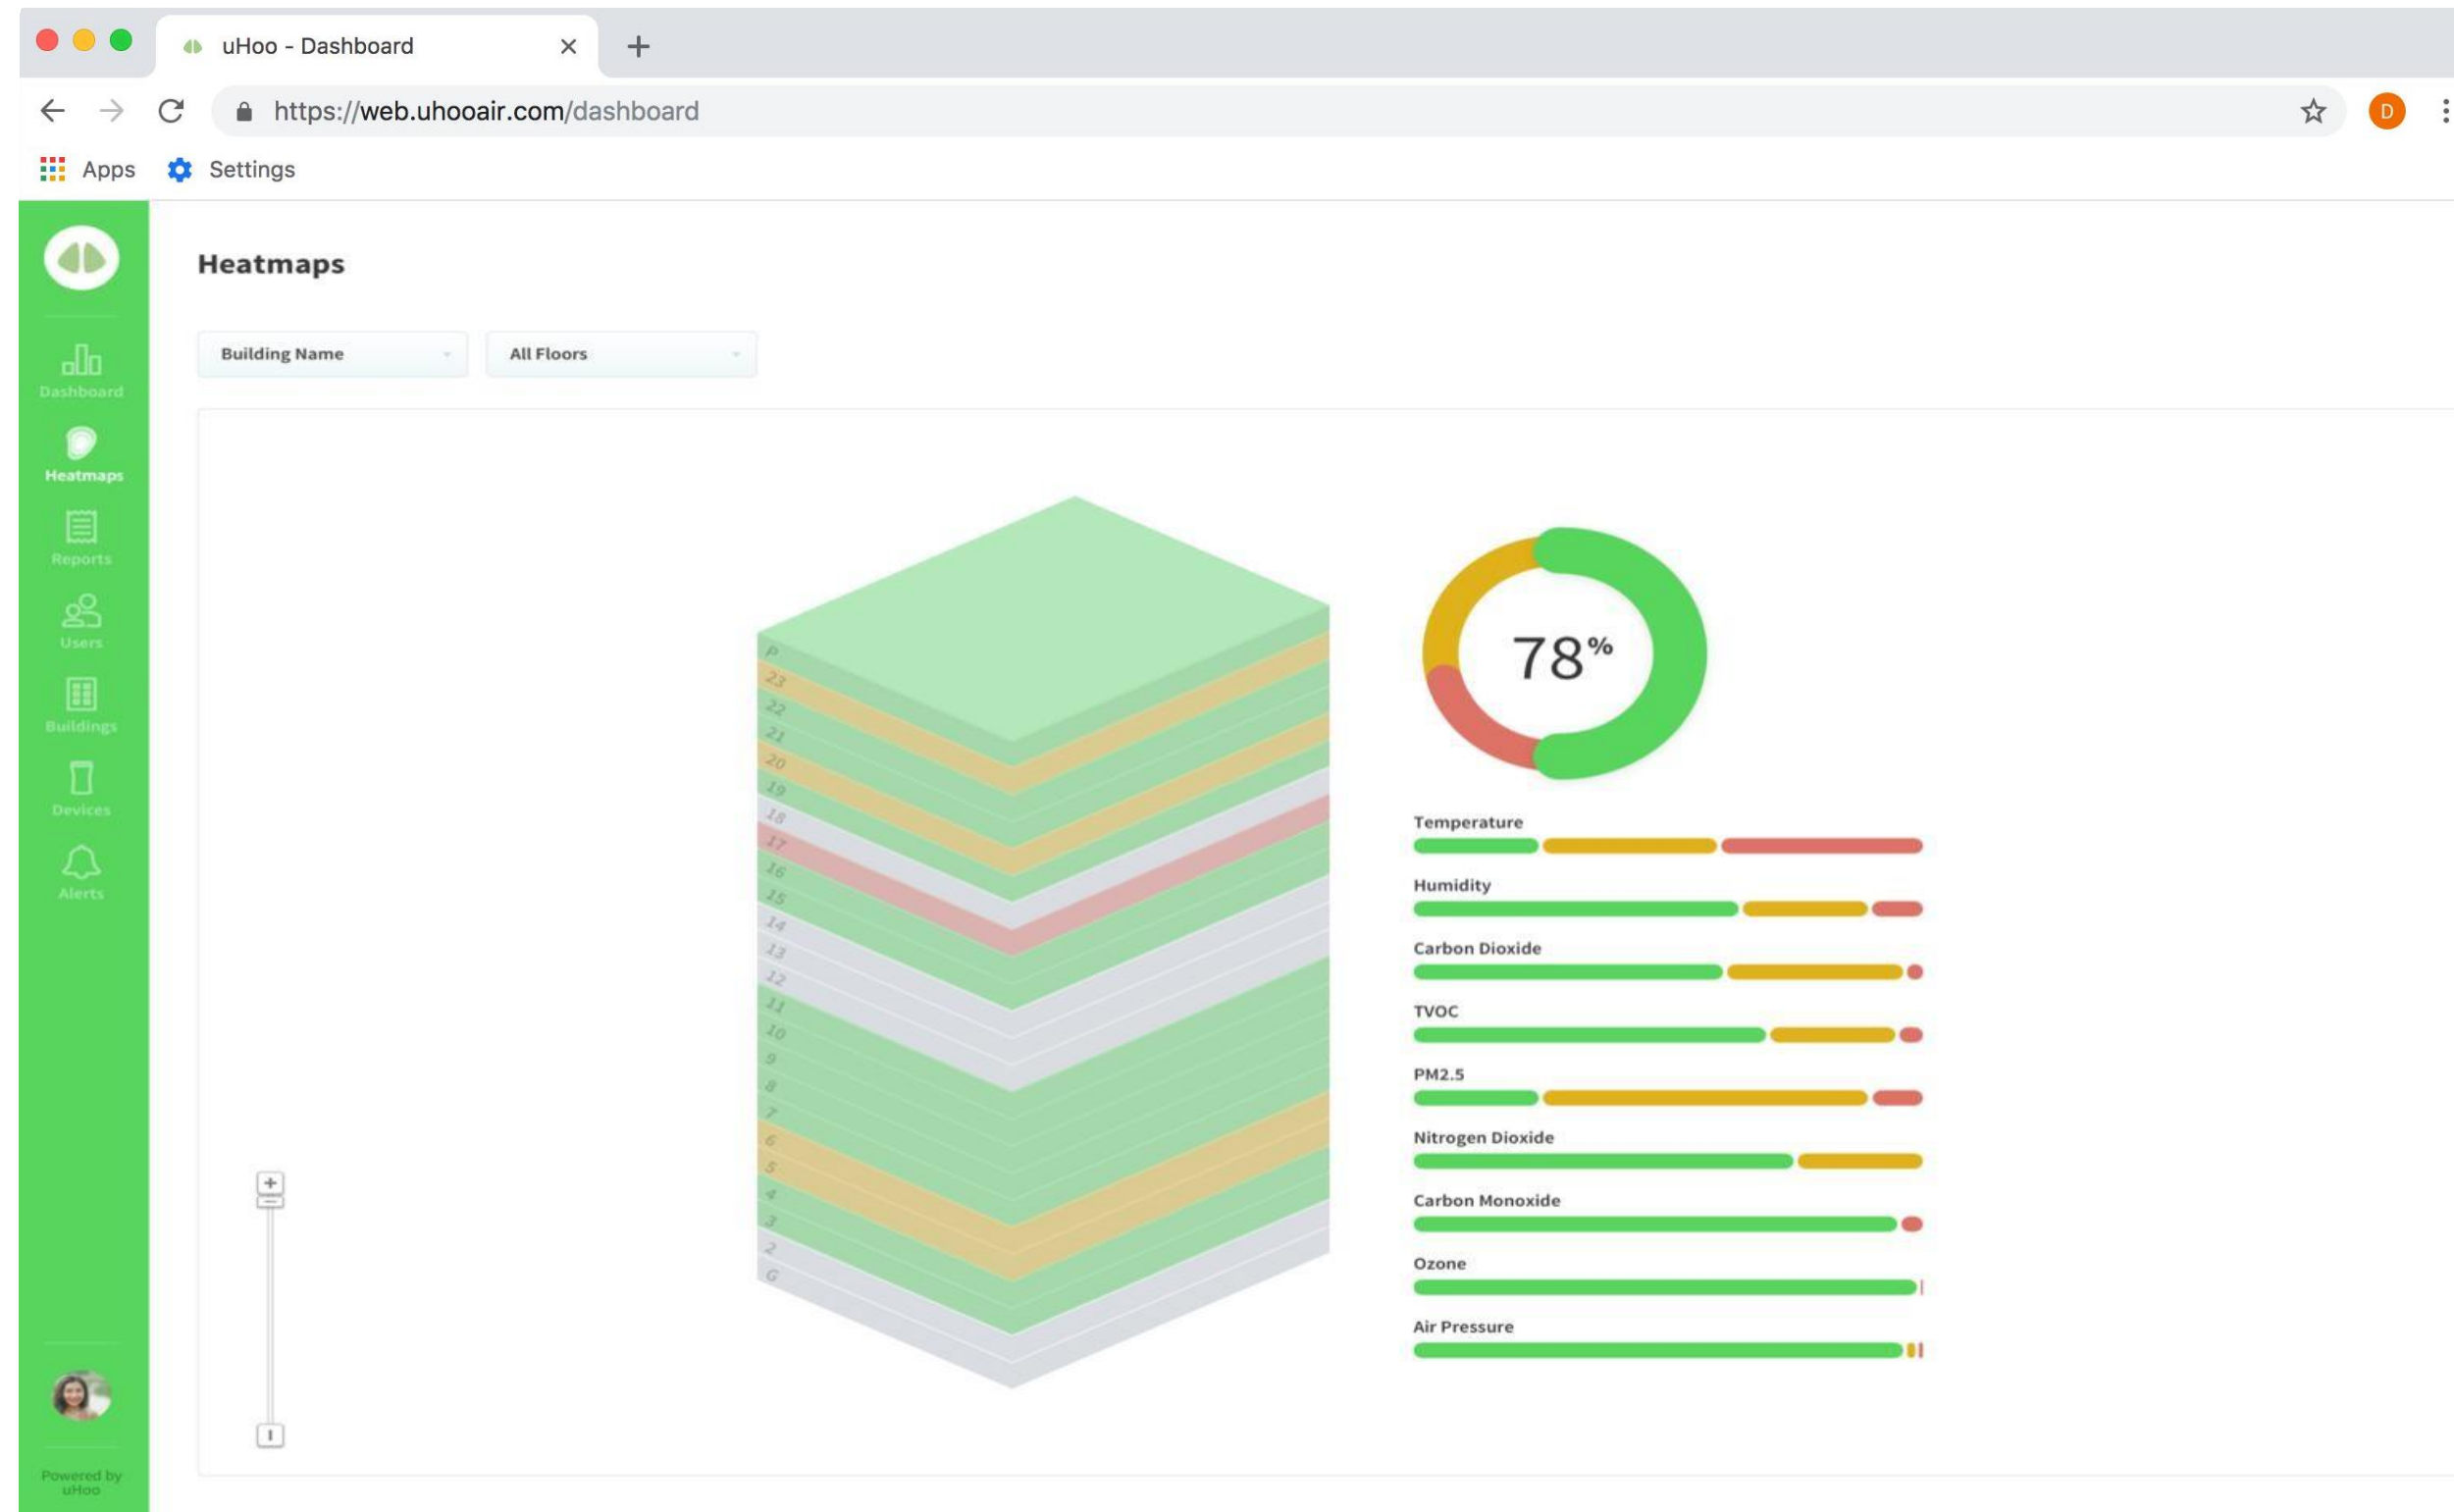 uHoo - Dashboard
https://web.uhooair.com/dashboard
D
Apps
Settings
Heatmaps
Building Name
All Floors
Dashboard
Heatmaps
Reports
Users
Buildings
Devices
Alerts
Powered by
uHoo
P
23
22
21
20
19
18
17
16
15
14
13
12
11
10
9
8
7
6
5
4
3
2
G
78%
Temperature
Humidity
Carbon Dioxide
TVOC
PM2.5
Nitrogen Dioxide
Carbon Monoxide
Ozone
Air Pressure